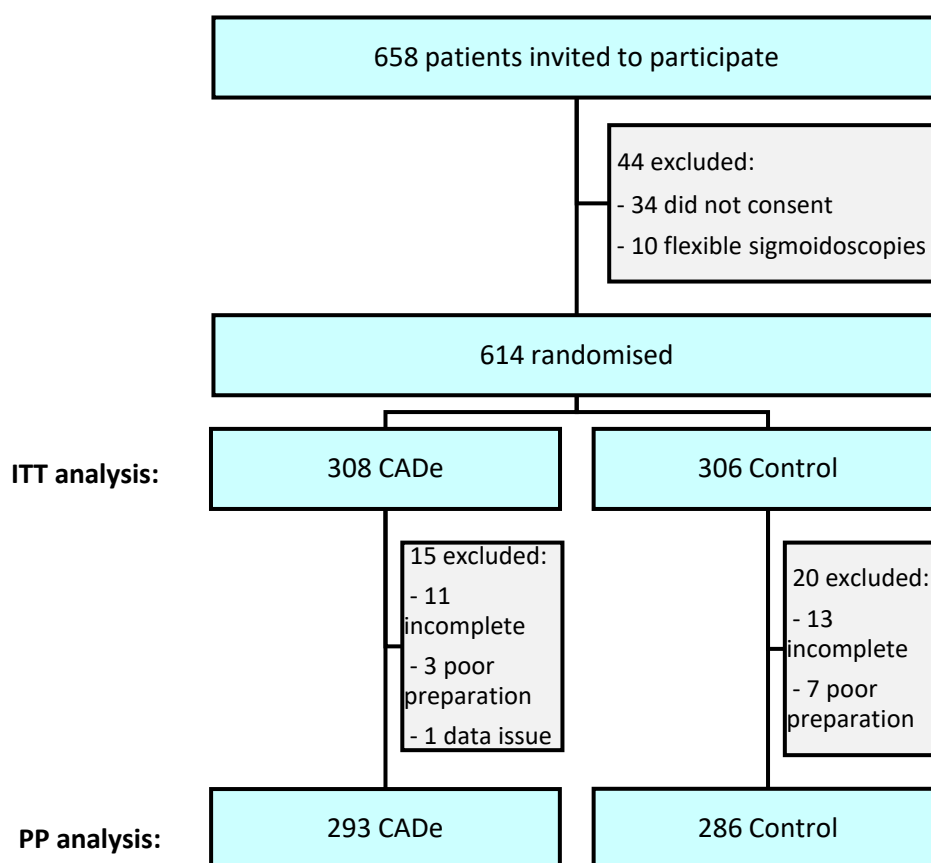 658 patients invited to participate
44 excluded:
- 34 did not consent
- 10 flexible sigmoidoscopies
614 randomised
ITT analysis:
308 CADe
306 Control
15 excluded:
- 11
incomplete
- 3 poor
preparation
- 1 data issue
20 excluded:
- 13
incomplete
- 7 poor
preparation
PP analysis:
293 CADe
286 Control